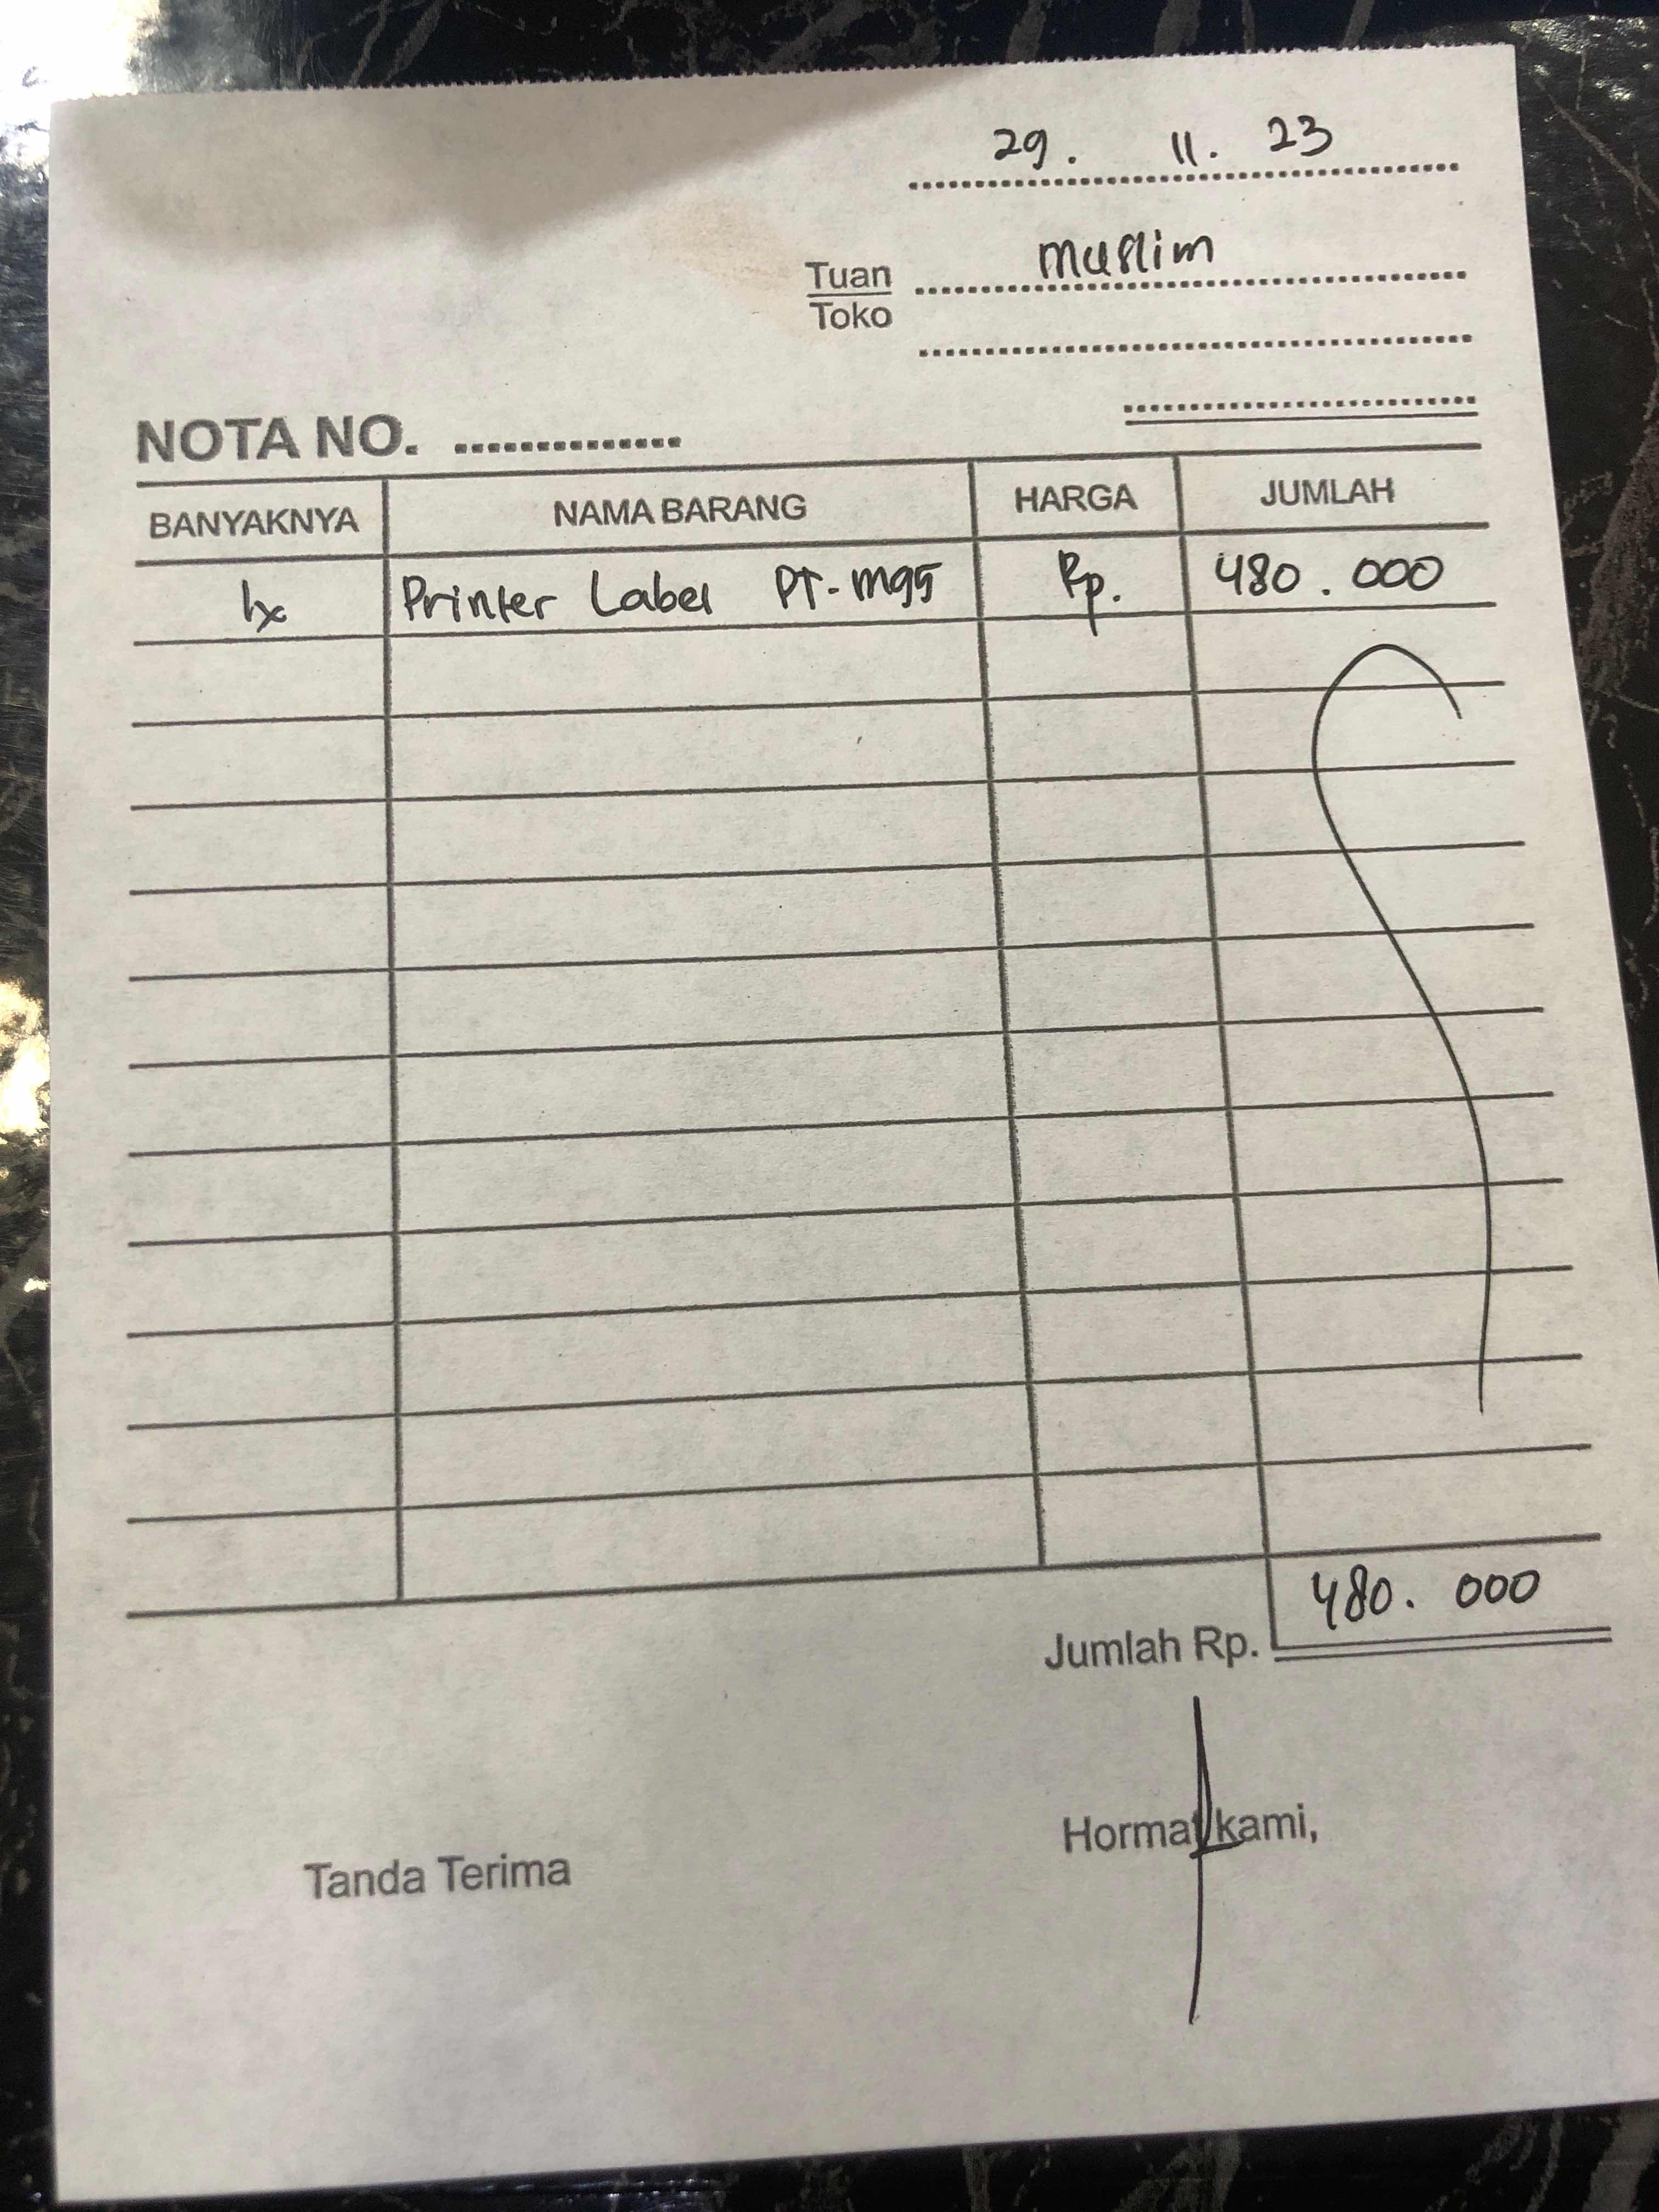 29. 11. 23
Tuan muslim
Toko
NOTA NO.
BANYAKNYA NAMA BARANG HARGA JUMLAH
1x Printer Label PT-M95 Rp. 480.000
Jumlah Rp. 480.000
Tanda Terima Hormat kami,